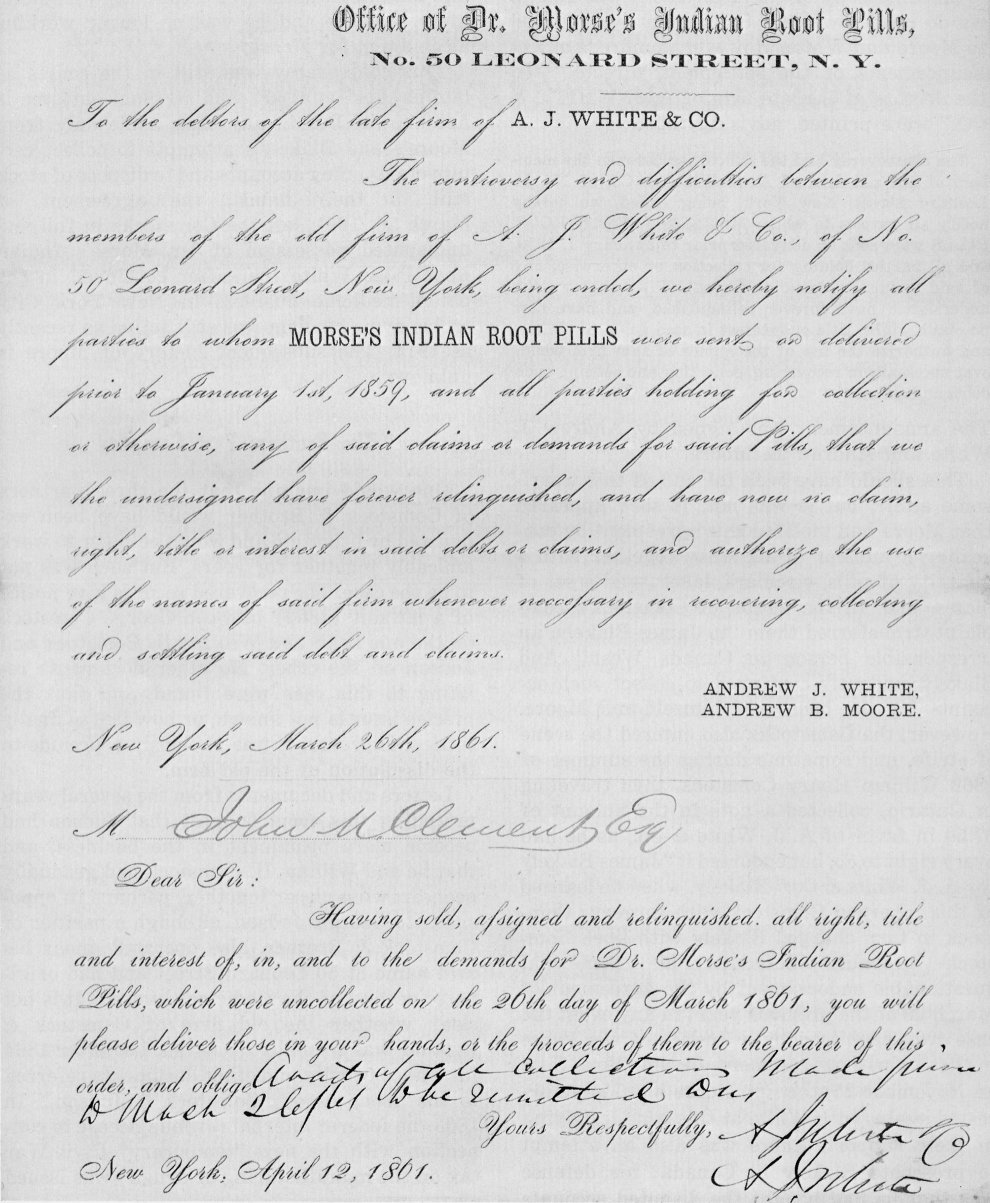 Office of Dr. Morse's Indian Root Pills,
No. 50 LEONARD STREET, N. Y.
To the debtors of the late firm of A. J. WHITE & CO.
The controversy and difficulties between the
members of the old firm of A. J. White & Co., of No.
50 Leonard Street, New York, being ended, we hereby notify all
parties to whom MORSE'S INDIAN ROOT PILLS were sent or delivered
prior to January 1st, 1859, and all parties holding for collection
or otherwise, any of said claims or demands for said Pills, that we
the undersigned have forever relinquished, and have now no claim,
right, title or interest in said debts or claims, and authorize the use
of the names of said firm whenever neccessary in recovering, collecting
and settling said debt and claims.
ANDREW J. WHITE,
ANDREW B. MOORE.
New York, March 26th, 1861.
M John M Clement Esq
Dear Sir:
Having sold, assigned and relinquished. all right, title
and interest of, in, and to the demands for Dr. Morse's Indian Root
Pills, which were uncollected on the 26th day of March 1861, you will
please deliver those in your hands, or the proceeds of them to the bearer of this
order, and oblige Avails of all collections Made
to March 26/61 to be remitted
Yours Respectfully, A J White & Co
New York, April 12, 1861. A J White